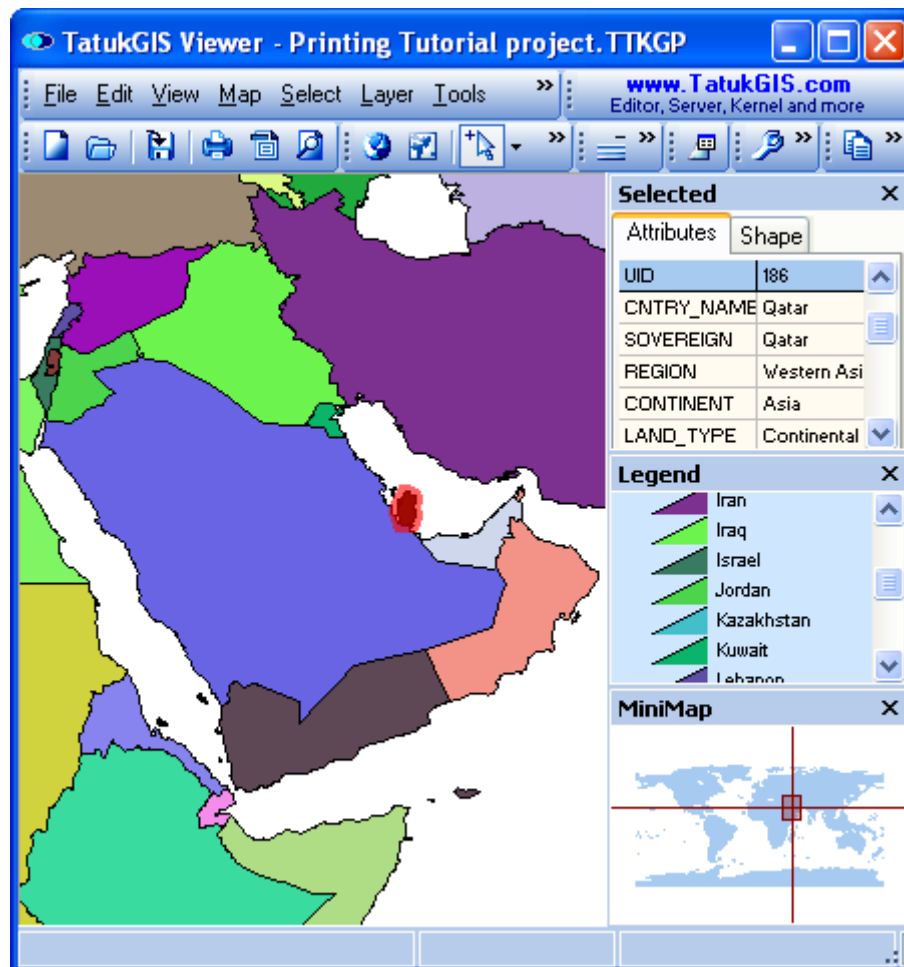 TatukGIS Viewer - Printing Tutorial project.TTKGP
File Edit View Map Select Layer Tools »
www.TatukGIS.com
Editor, Server, Kernel and more
Selected
Attributes Shape
UID 186
CNTRY_NAME Qatar
SOVEREIGN Qatar
REGION Western Asi
CONTINENT Asia
LAND_TYPE Continental
Legend
Iran
Iraq
Israel
Jordan
Kazakhstan
Kuwait
Lebanon
MiniMap